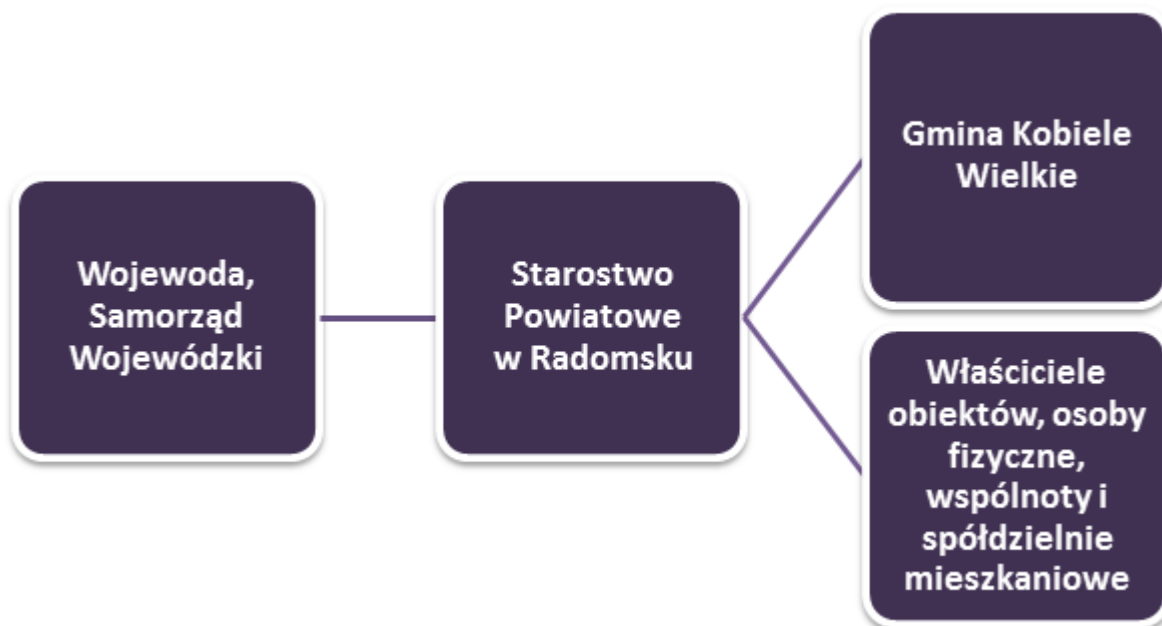 Wojewoda,
Samorząd
Wojewódzki
Starostwo
Powiatowe
w Radomsku
Gmina Kobiele
Wielkie
Właściciele
obiektów, osoby
fizyczne,
wspólnoty i
spółdzielnie
mieszkaniowe